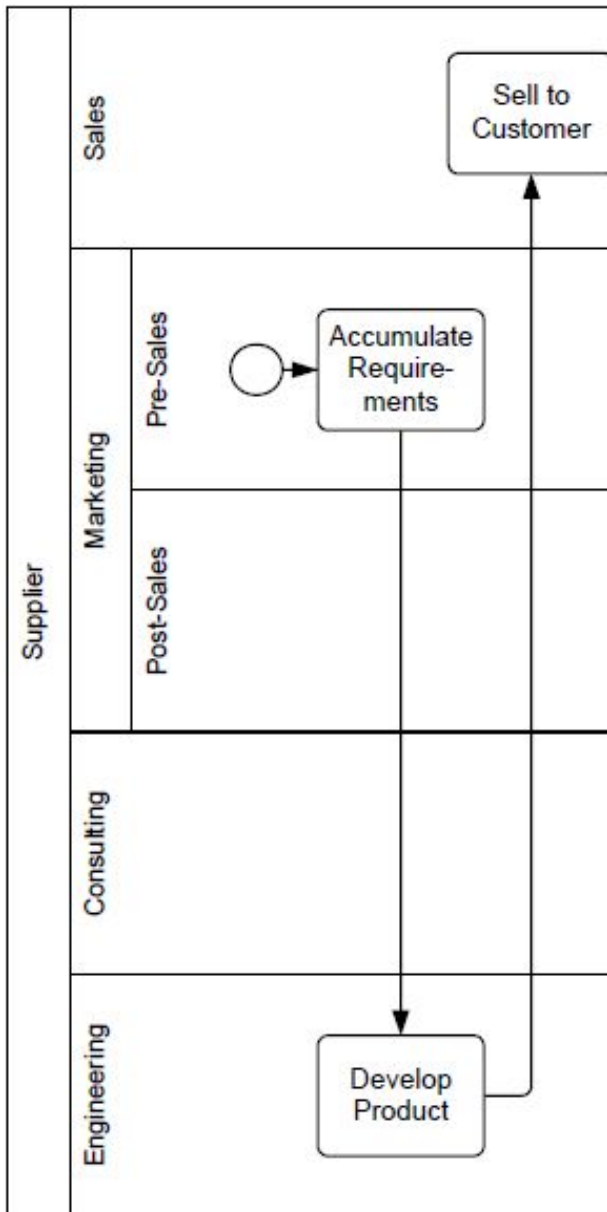 Supplier
Sales
Sell to
Customer
Marketing
Pre-Sales
Accumulate
Require-
ments
Post-Sales
Consulting
Engineering
Develop
Product